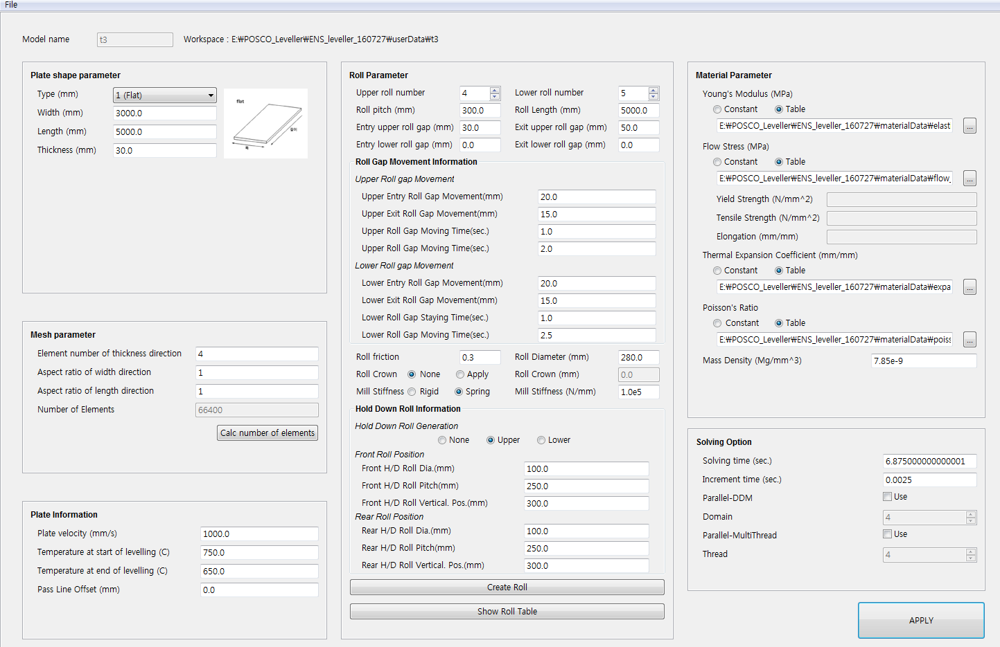 File
Model name t3 Workspace : E:₩POSCO_Leveller₩ENS_leveller_160727₩userData₩t3
Plate shape parameter
Type (mm) 1 (Flat)
Width (mm) 3000.0
Length (mm) 5000.0
Thickness (mm) 30.0
flat
길이
폭
Mesh parameter
Element number of thickness direction 4
Aspect ratio of width direction 1
Aspect ratio of length direction 1
Number of Elements 66400
Calc number of elements
Plate Information
Plate velocity (mm/s) 1000.0
Temperature at start of levelling (C) 750.0
Temperature at end of levelling (C) 650.0
Pass Line Offset (mm) 0.0
Roll Parameter
Upper roll number 4 Lower roll number 5
Roll pitch (mm) 300.0 Roll Length (mm) 5000.0
Entry upper roll gap (mm) 30.0 Exit upper roll gap (mm) 50.0
Entry lower roll gap (mm) 0.0 Exit lower roll gap (mm) 0.0
Roll Gap Movement Information
Upper Roll gap Movement
Upper Entry Roll Gap Movement(mm) 20.0
Upper Exit Roll Gap Movement(mm) 15.0
Upper Roll Gap Moving Time(sec.) 1.0
Upper Roll Gap Moving Time(sec.) 2.0
Lower Roll gap Movement
Lower Entry Roll Gap Movement(mm) 20.0
Lower Exit Roll Gap Movement(mm) 15.0
Lower Roll Gap Staying Time(sec.) 1.0
Lower Roll Gap Moving Time(sec.) 2.5
Roll friction 0.3 Roll Diameter (mm) 280.0
Roll Crown None Apply Roll Crown (mm) 0.0
Mill Stiffness Rigid Spring Mill Stiffness (N/mm) 1.0e5
Hold Down Roll Information
Hold Down Roll Generation
None Upper Lower
Front Roll Position
Front H/D Roll Dia.(mm) 100.0
Front H/D Roll Pitch(mm) 250.0
Front H/D Roll Vertical. Pos.(mm) 300.0
Rear Roll Position
Rear H/D Roll Dia.(mm) 100.0
Rear H/D Roll Pitch(mm) 250.0
Rear H/D Roll Vertical. Pos.(mm) 300.0
Create Roll
Show Roll Table
Material Parameter
Young's Modulus (MPa)
Constant Table
E:₩POSCO_Leveller₩ENS_leveller_160727₩materialData₩elast ...
Flow Stress (MPa)
Constant Table
E:₩POSCO_Leveller₩ENS_leveller_160727₩materialData₩flow_ ...
Yield Strength (N/mm^2)
Tensile Strength (N/mm^2)
Elongation (mm/mm)
Thermal Expansion Coefficient (mm/mm)
Constant Table
E:₩POSCO_Leveller₩ENS_leveller_160727₩materialData₩expa ...
Poisson's Ratio
Constant Table
E:₩POSCO_Leveller₩ENS_leveller_160727₩materialData₩poiss ...
Mass Density (Mg/mm^3) 7.85e-9
Solving Option
Solving time (sec.) 6.875000000000001
Increment time (sec.) 0.0025
Parallel-DDM Use
Domain 4
Parallel-MultiThread Use
Thread 4
APPLY